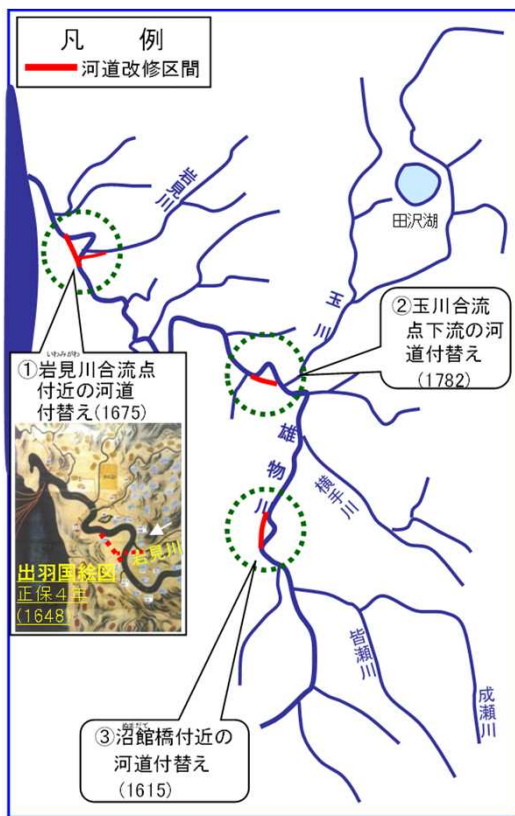 凡 例
河道改修区間
岩見川
田沢湖
玉川
②玉川合流
点下流の河
道付替え
(1782)
いわみがわ
①岩見川合流点
付近の河道
付替え(1675)
岩見川
出羽国絵図
正保4年
(1648)
雄物川
横手川
皆瀬川
成瀬川
ぬまだて
③沼館橋付近の
河道付替え
(1615)